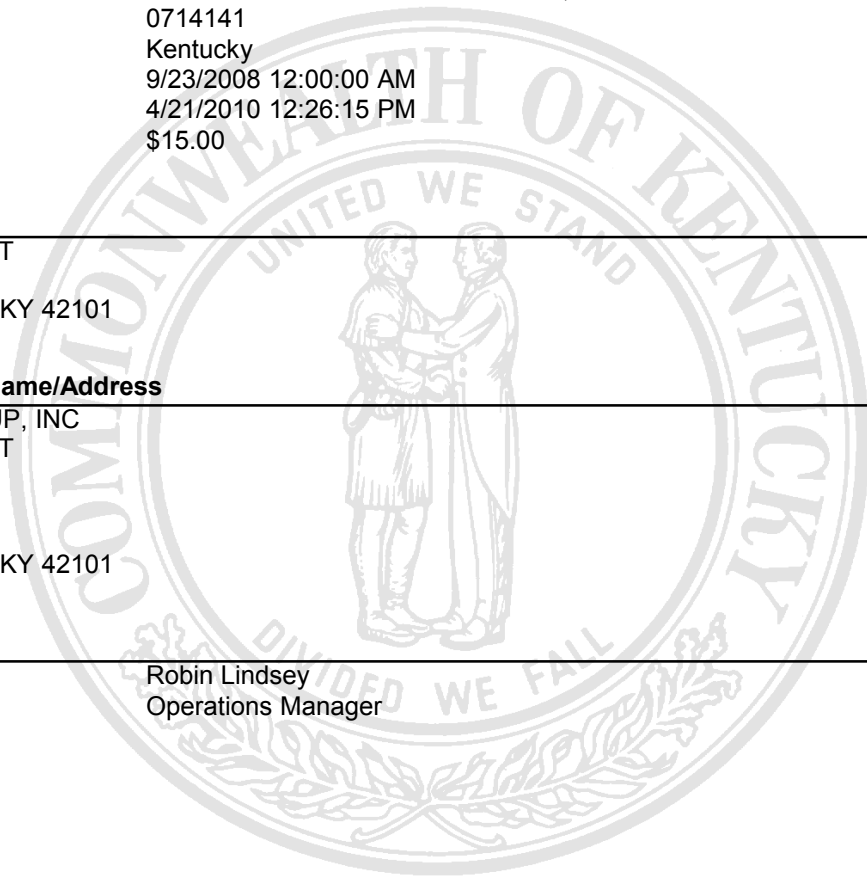 0714141
Kentucky
9/23/2008 12:00:00 AM
4/21/2010 12:26:15 PM
$15.00
COMMONWEALTH OF KENTUCKY
UNITED WE STAND
T
KY 42101
ame/Address
UP, INC
T
KY 42101
DIVIDED WE FALL
Robin Lindsey
Operations Manager